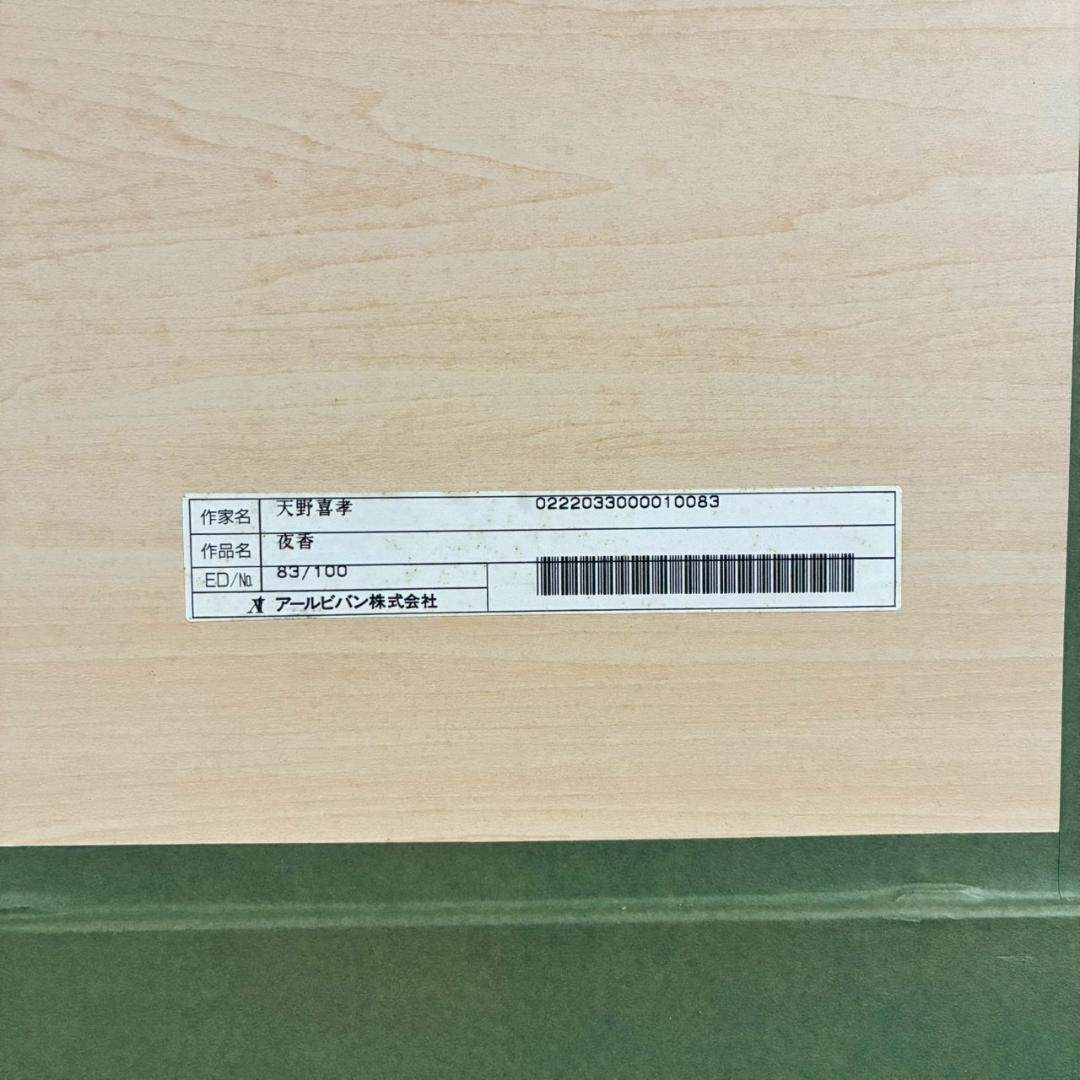 作家名 天野喜孝 0222033000010083
作品名 夜香
ED/№ 83/100
アールビバン株式会社